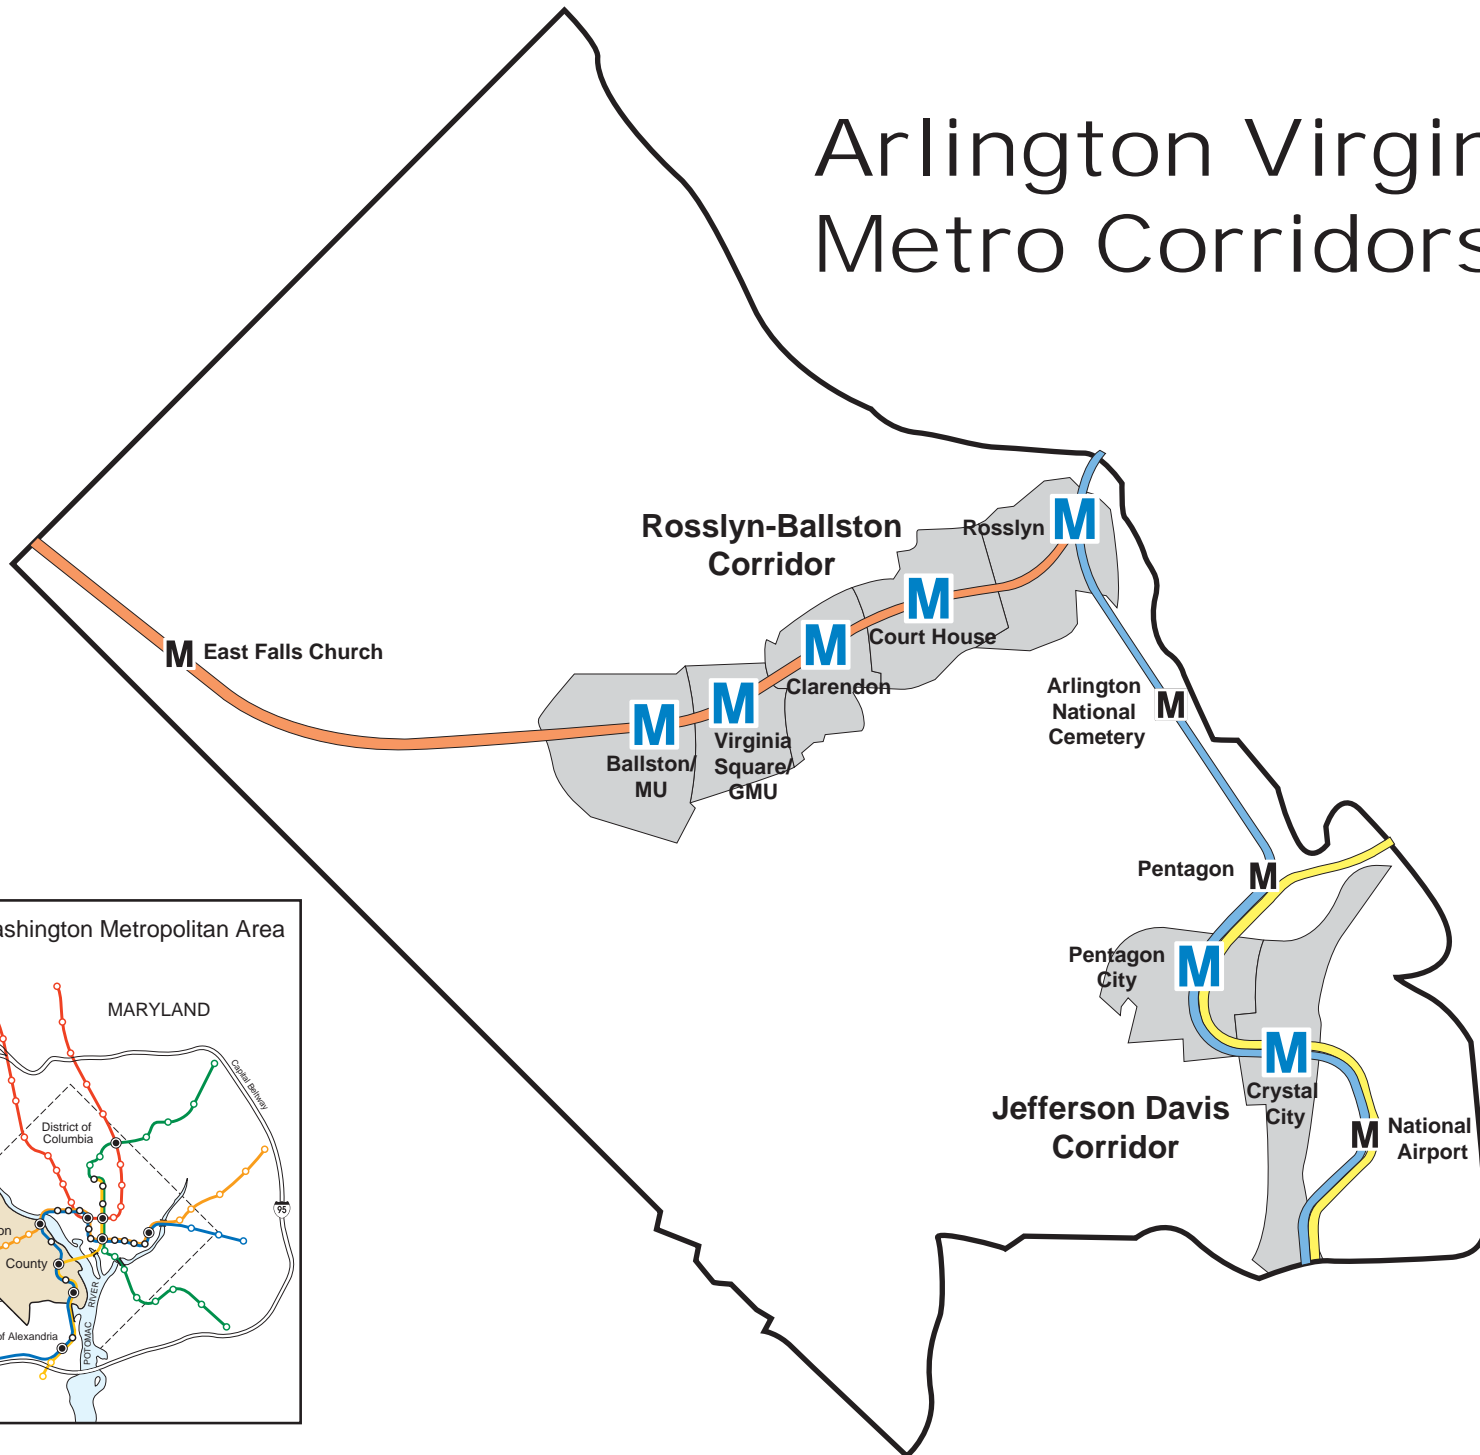 Arlington Virgin
Metro Corridors
Rosslyn-Ballston
Corridor
Rosslyn
M
M
Court House
M
Clarendon
M
East Falls Church
M
Virginia
Square/
GMU
M
Ballston/
MU
Arlington
National
Cemetery
M
Pentagon
M
Pentagon
City
M
M
Crystal
City
Jefferson Davis
Corridor
M
National
Airport
ashington Metropolitan Area
MARYLAND
Capital Beltway
District of
Columbia
95
on
County
POTOMAC RIVER
of Alexandria